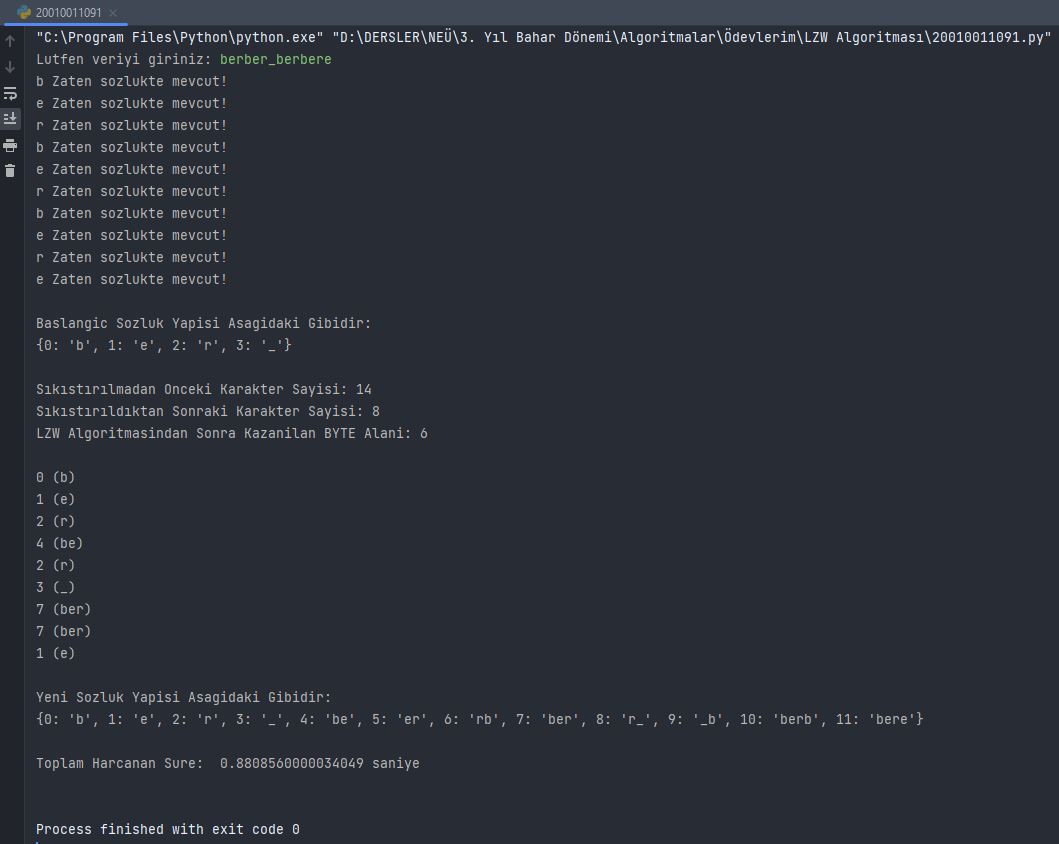 20010011091
"C:\Program Files\Python\python.exe" "D:\DERSLER\NEÜ\3. Yıl Bahar Dönemi\Algoritmalar\Ödevlerim\LZW Algoritması\20010011091.py"
Lutfen veriyi giriniz: berber_berbere
b Zaten sozlukte mevcut!
e Zaten sozlukte mevcut!
r Zaten sozlukte mevcut!
b Zaten sozlukte mevcut!
e Zaten sozlukte mevcut!
r Zaten sozlukte mevcut!
b Zaten sozlukte mevcut!
e Zaten sozlukte mevcut!
r Zaten sozlukte mevcut!
e Zaten sozlukte mevcut!
Baslangic Sozluk Yapisi Asagidaki Gibidir:
{0: 'b', 1: 'e', 2: 'r', 3: '_'}
Sıkıstırılmadan Onceki Karakter Sayisi: 14
Sıkıstırıldıktan Sonraki Karakter Sayisi: 8
LZW Algoritmasindan Sonra Kazanilan BYTE Alani: 6
0 (b)
1 (e)
2 (r)
4 (be)
2 (r)
3 (_)
7 (ber)
7 (ber)
1 (e)
Yeni Sozluk Yapisi Asagidaki Gibidir:
{0: 'b', 1: 'e', 2: 'r', 3: '_', 4: 'be', 5: 'er', 6: 'rb', 7: 'ber', 8: 'r_', 9: '_b', 10: 'berb', 11: 'bere'}
Toplam Harcanan Sure:  0.8808560000034049 saniye
Process finished with exit code 0